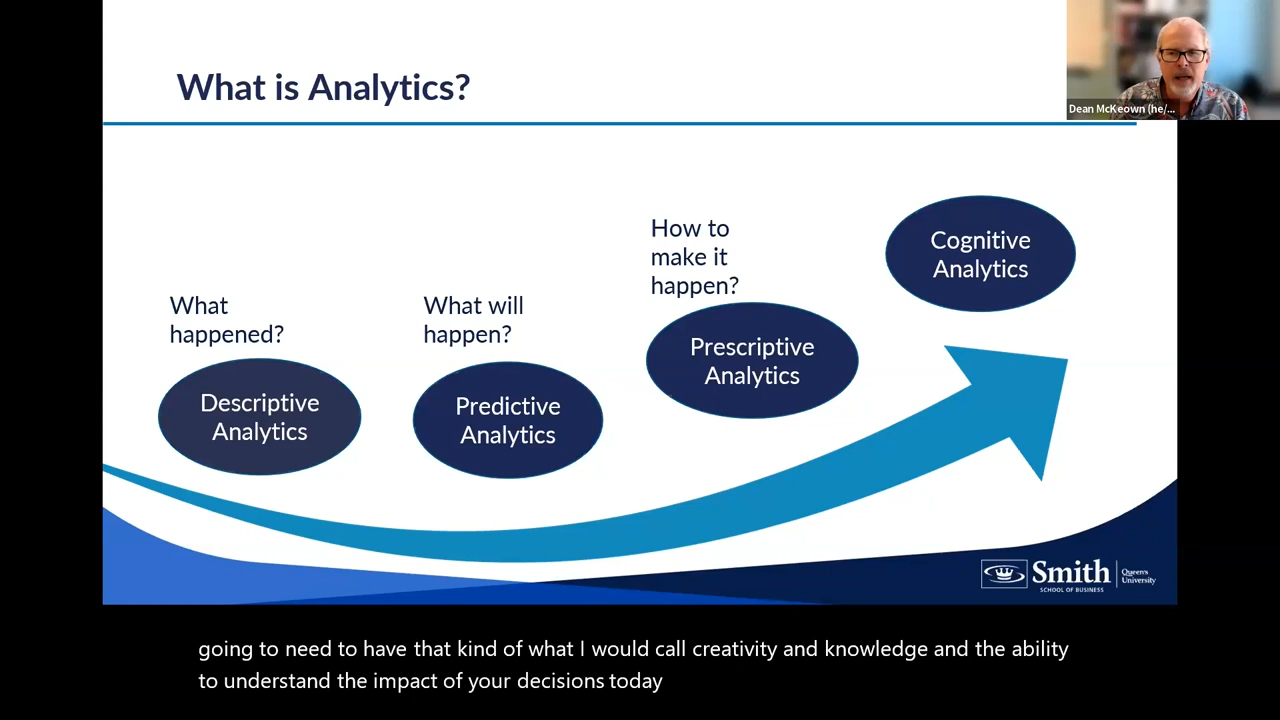 What is Analytics?
Dean McKeown (he/...
How to
make it
happen?
Cognitive
Analytics
What
happened?
What will
happen?
Prescriptive
Analytics
Descriptive
Analytics
Predictive
Analytics
Smith
SCHOOL OF BUSINESS
Queen's
University
going to need to have that kind of what I would call creativity and knowledge and the ability
to understand the impact of your decisions today